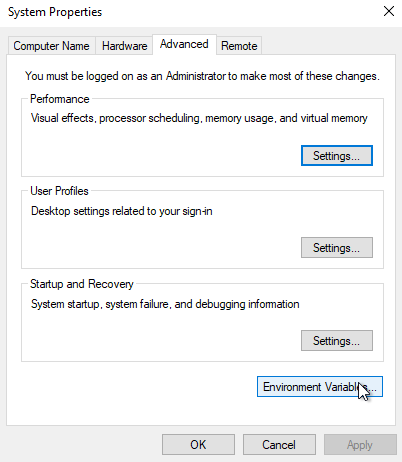 System Properties
Computer Name Hardware Advanced Remote
You must be logged on as an Administrator to make most of these changes.
Performance
Visual effects, processor scheduling, memory usage, and virtual memory
Settings...
User Profiles
Desktop settings related to your sign-in
Settings...
Startup and Recovery
System startup, system failure, and debugging information
Settings...
Environment Variables...
OK Cancel Apply